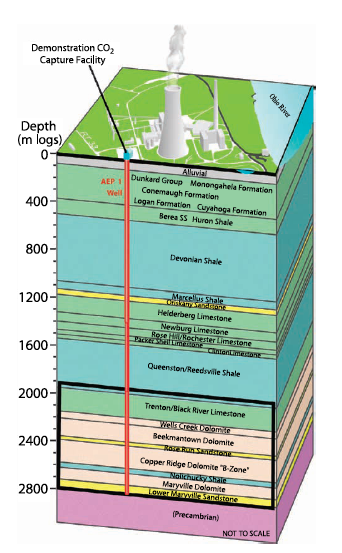 Demonstration CO₂
Capture Facility
Ohio River
Depth
(m logs)
0
400
800
1200
1600
2000
2400
2800
AEP. 1
Well
Alluvial
Dunkard Group Monongahela Formation
Conemaugh Formation
Logan Formation Cuyahoga Formation
Berea SS Huron Shale
Devonian Shale
Marcellus Shale
Oriskany Sandstone
Helderberg Limestone
Newburg Limestone
Rose Hill/Rochester Limestone
Packer Shell Limestone
Clinton Limestone
Queenston/Reedsville Shale
Trenton/Black River Limestone
Wells Creek Dolomite
Beekmantown Dolomite
Rose Run Sandstone
Copper Ridge Dolomite "B-Zone"
Nolichucky Shale
Maryville Dolomite
Lower Maryville Sandstone
(Precambrian)
NOT TO SCALE